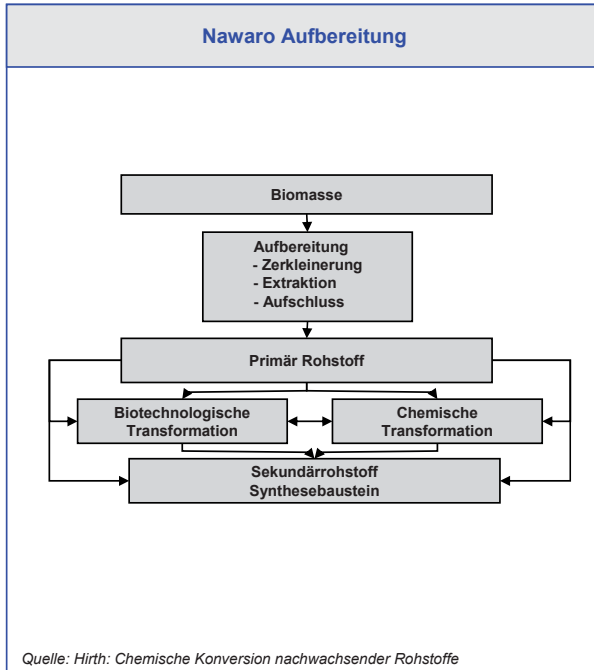 Nawaro Aufbereitung
Biomasse
Aufbereitung
- Zerkleinerung
- Extraktion
- Aufschluss
Primär Rohstoff
Biotechnologische
Transformation
Chemische
Transformation
Sekundärrohstoff
Synthesebaustein
Quelle: Hirth: Chemische Konversion nachwachsender Rohstoffe